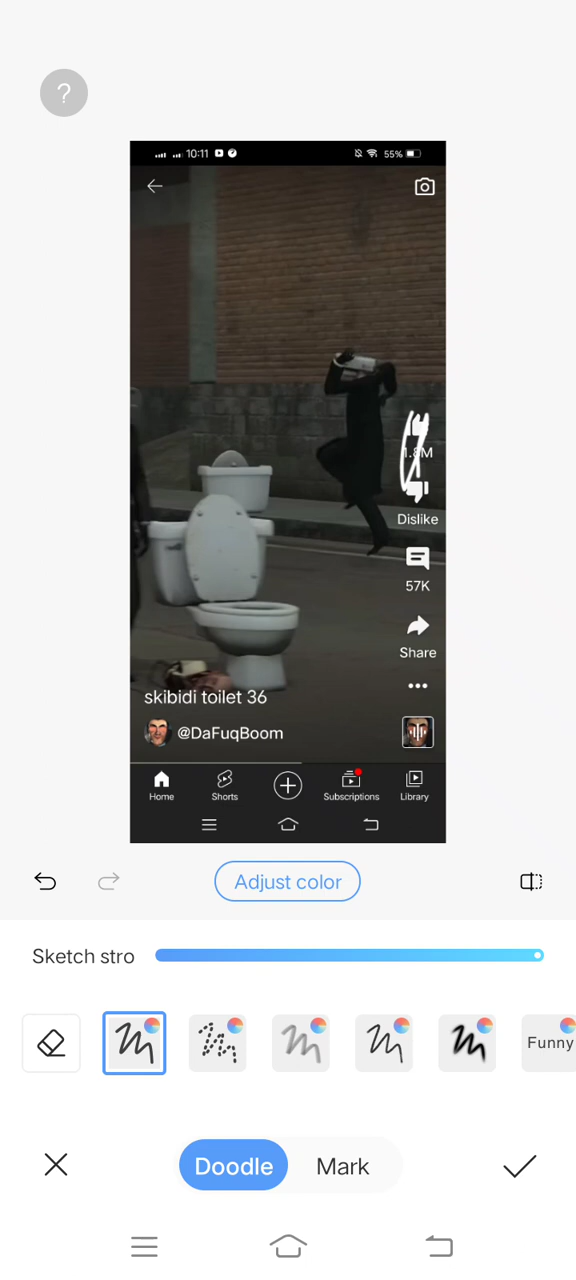 ?
10:11
55%
1.8M
Dislike
57K
Share
skibidi toilet 36
@DaFuqBoom
Home Shorts Subscriptions Library
Adjust color
Sketch stro
Funny
Doodle Mark